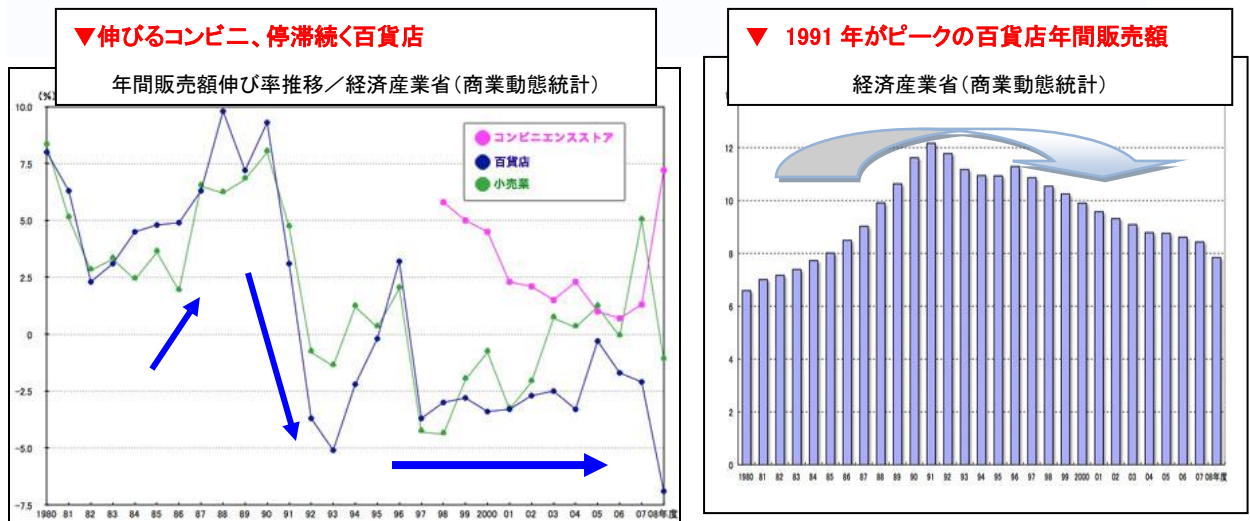 ▼伸びるコンビニ、停滞続く百貨店
年間販売額伸び率推移／経済産業省（商業動態統計）
(%)
10.0
7.5
5.0
2.5
0
-2.5
-5.0
-7.5
コンビニエンスストア
百貨店
小売業
1980 81 82 83 84 85 86 87 88 89 90 91 92 93 94 95 96 97 98 99 2000 01 02 03 04 05 06 07 08年度
▼ 1991 年がピークの百貨店年間販売額
経済産業省（商業動態統計）
12
10
8
6
4
2
0
1980 81 82 83 84 85 86 87 88 89 90 91 92 93 94 95 96 97 98 99 2000 01 02 03 04 05 06 07 08年度